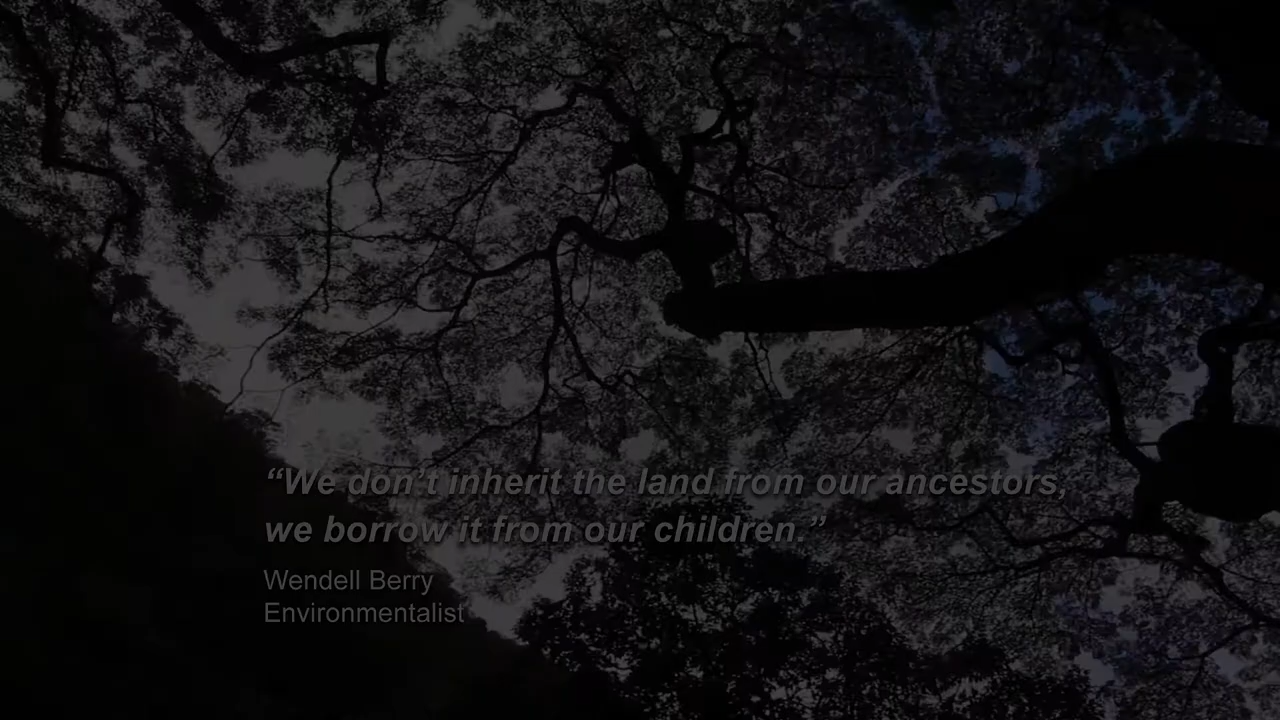 “We don’t inherit the land from our ancestors,
we borrow it from our children.”
Wendell Berry
Environmentalist